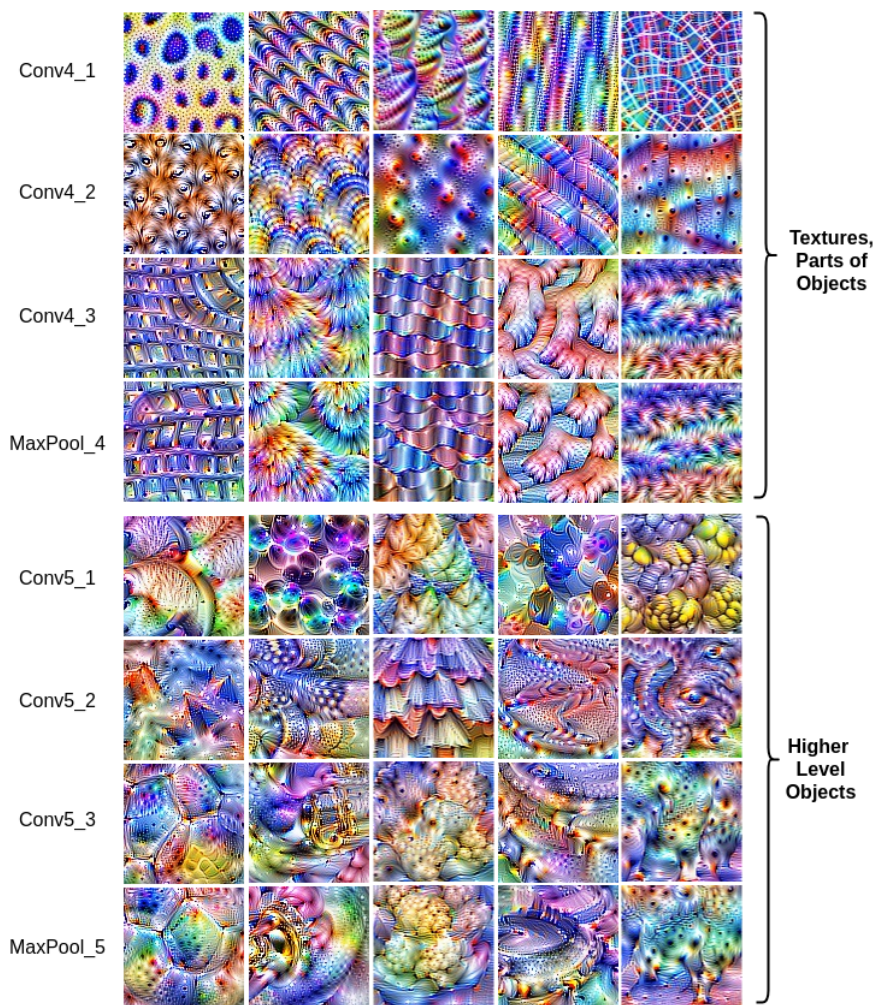 Conv4_1
Conv4_2
Textures,
Parts of
Objects
Conv4_3
MaxPool_4
Conv5_1
Conv5_2
Higher
Level
Objects
Conv5_3
MaxPool_5